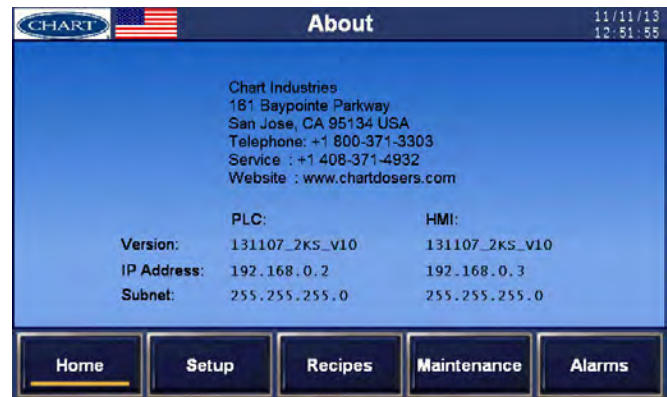 CHART
About
11/11/13
12:51:55
Chart Industries
161 Baypointe Parkway
San Jose, CA 95134 USA
Telephone: +1 800-371-3303
Service : +1 408-371-4932
Website : www.chartdosers.com
PLC: HMI:
Version: 131107_2KS_V10 131107_2KS_V10
IP Address: 192.168.0.2 192.168.0.3
Subnet: 255.255.255.0 255.255.255.0
Home Setup Recipes Maintenance Alarms